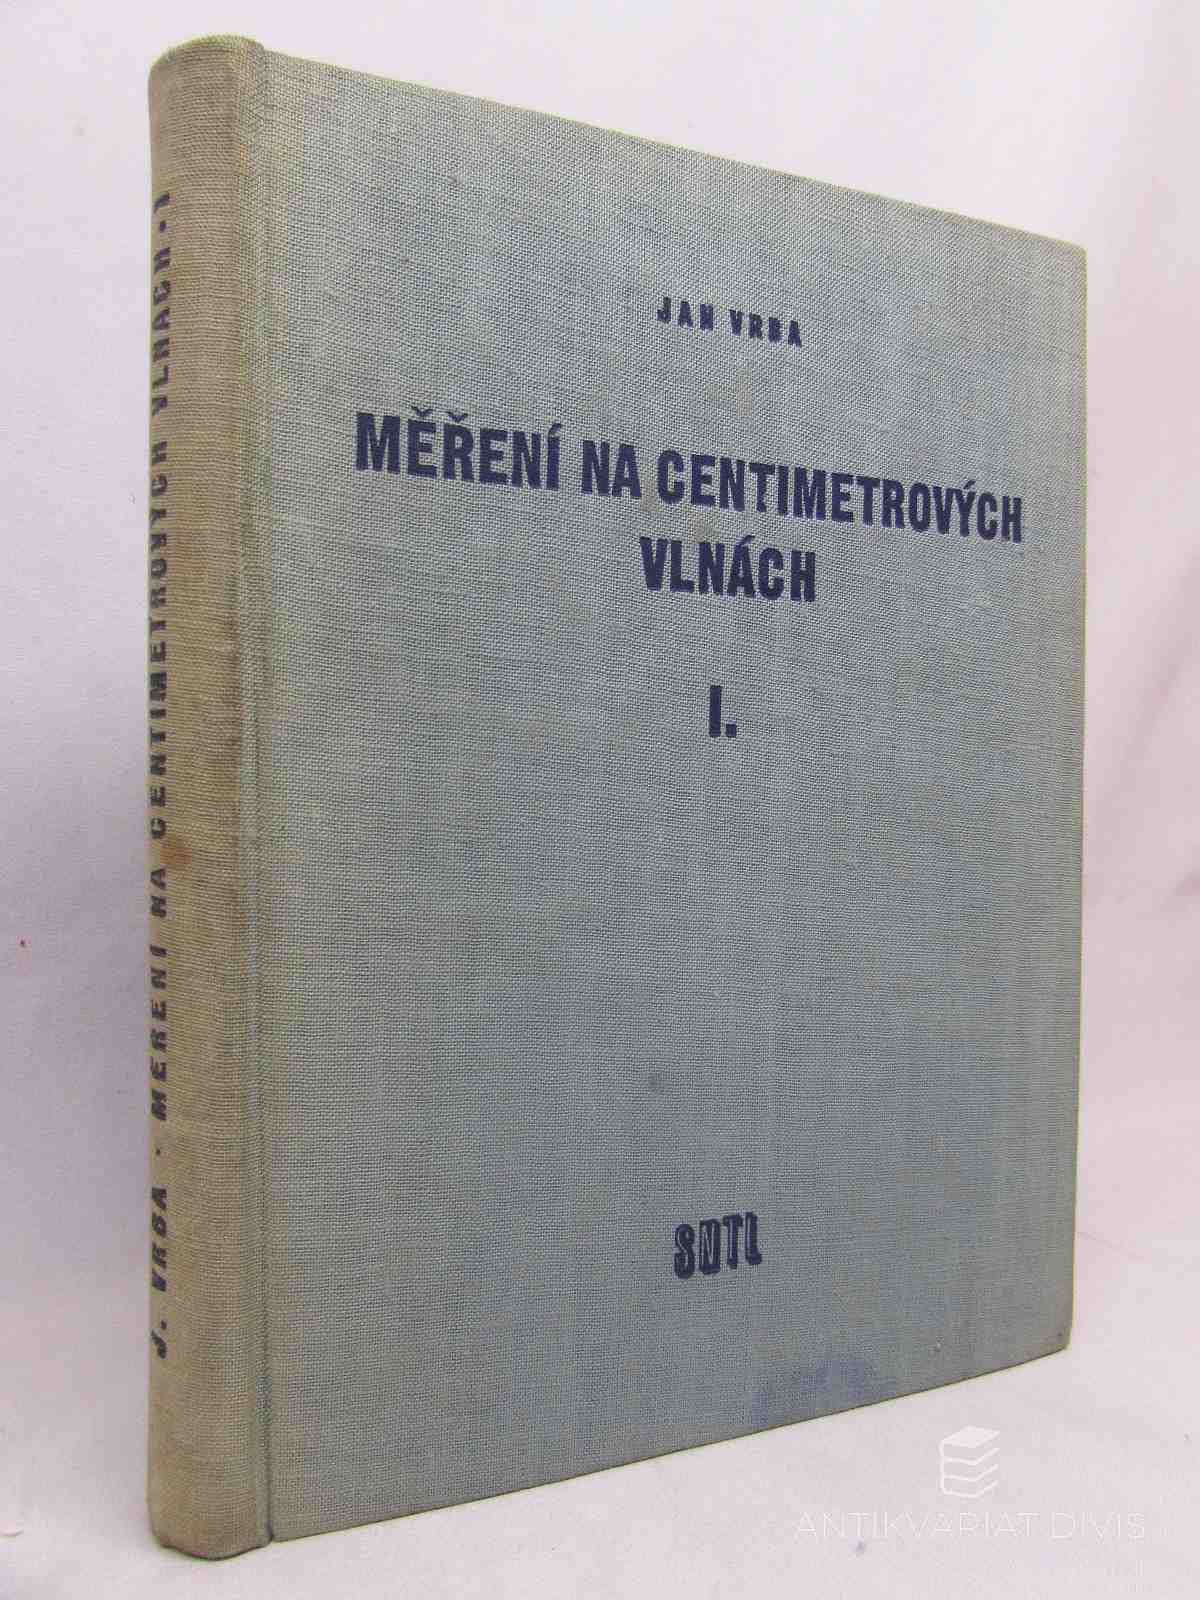 JAN VRBA
MĚŘENÍ NA CENTIMETROVÝCH
VLNÁCH
I.
SNTL
J. VRBA · MĚŘENÍ NA CENTIMETROVÝCH VLNÁCH · I
ANTIKVARIAT DIVIS